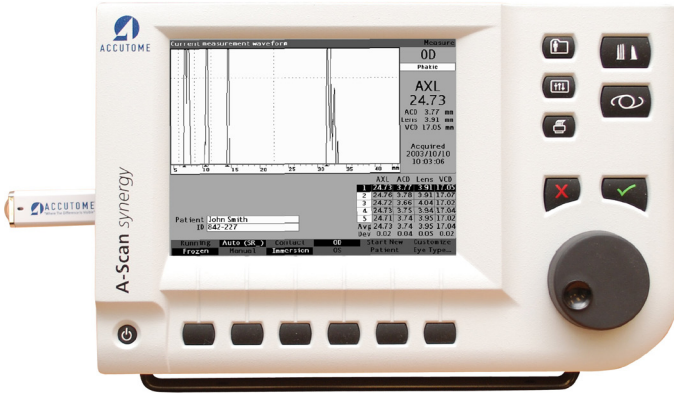 ACCUTOME
Current measurement waveform
Measure
OD
Phakic
AXL
24.73
ACD 3.77 mm
Lens 3.91 mm
VCD 17.05 mm
Acquired
2003/10/10
10:03:06
5 10 15 20 25 30 35 40 mm
AXL ACD Lens VCD
1 24.73 3.77 3.91 17.05
2 24.76 3.78 3.91 17.07
3 24.72 3.66 4.04 17.02
4 24.73 3.75 3.94 17.04
5 24.71 3.74 3.95 17.02
Avg 24.73 3.74 3.95 17.04
Dev 0.02 0.04 0.05 0.02
Patient John Smith
ID 842-227
Running Auto (SR ) Contact OD Start New Customize
Frozen Manual Immersion OS Patient Eye Type...
A-Scan synergy
ACCUTOME